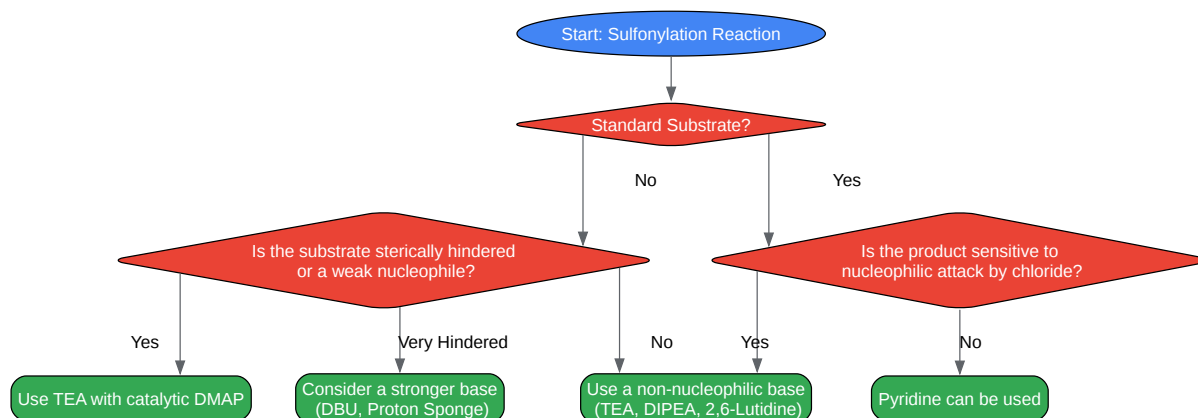 Start: Sulfonylation Reaction
Standard Substrate?
No
Yes
Is the substrate sterically hindered
or a weak nucleophile?
Is the product sensitive to
nucleophilic attack by chloride?
Yes
Very Hindered
No
Yes
No
Use TEA with catalytic DMAP
Consider a stronger base
(DBU, Proton Sponge)
Use a non-nucleophilic base
(TEA, DIPEA, 2,6-Lutidine)
Pyridine can be used